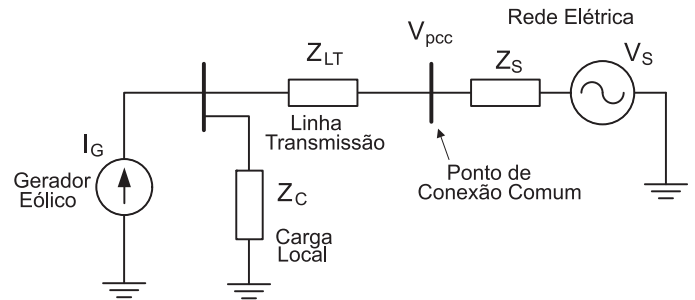 Rede Elétrica
V_pcc
Z_LT
Z_S
V_S
Linha
Transmissão
I_G
Gerador
Eólico
Ponto de
Conexão Comum
Z_C
Carga
Local